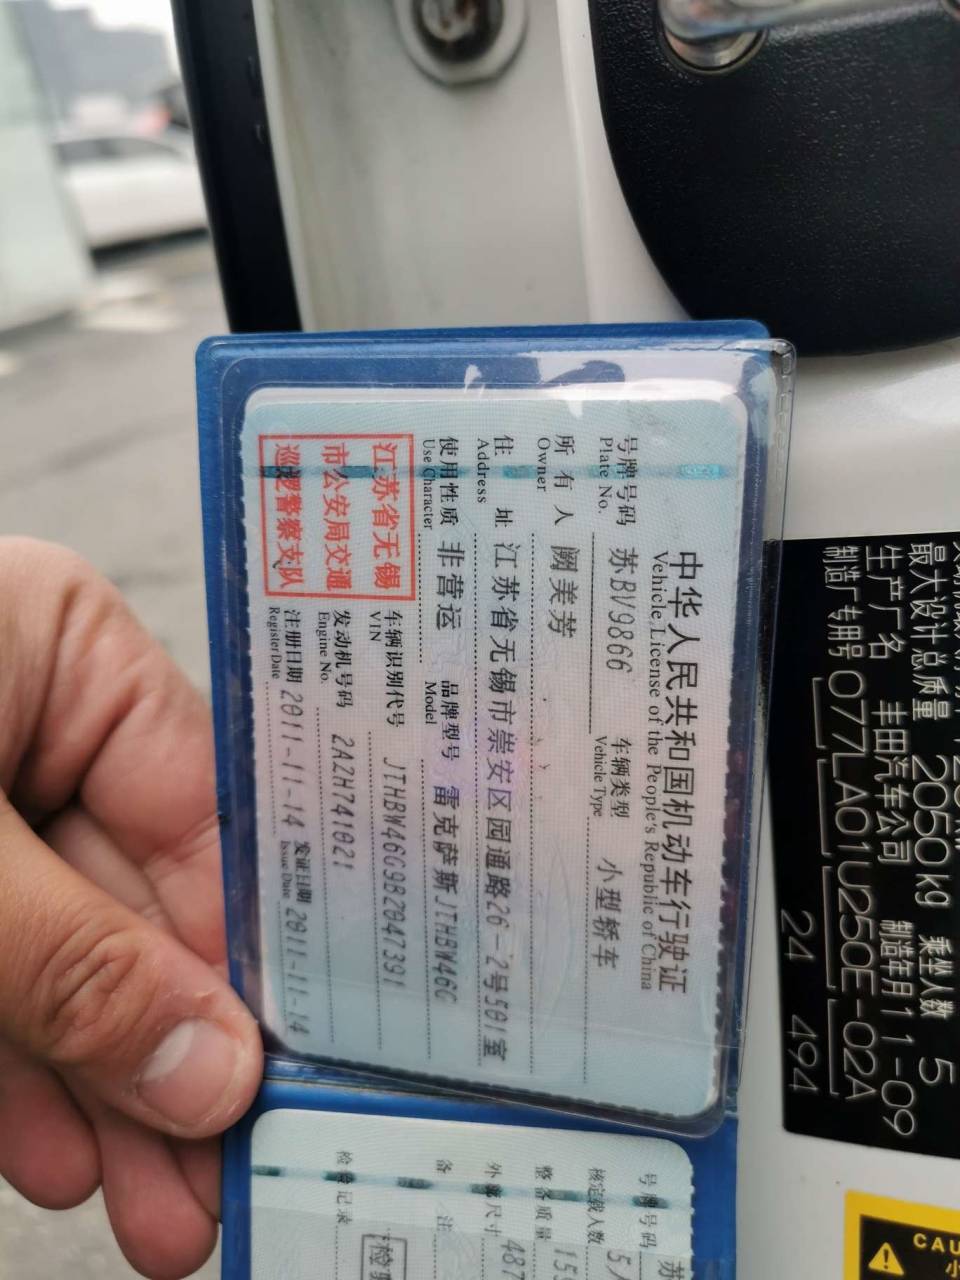 中华人民共和国机动车行驶证
Vehicle License of the People's Republic of China
号牌号码 苏BV9866 车辆类型 小型轿车
Plate No. Vehicle Type
所有人 阚美芳
Owner
住址 江苏省无锡市崇安区园通路26-2号501室
Address
使用性质 非营运 品牌型号 雷克萨斯JTHBW46G
Use Character Model
江苏省无锡
市公安局交通
巡逻警察支队
车辆识别代号 JTHBW46G9B2047391
VIN
发动机号码 2AZH741021
Engine No.
注册日期 2011-11-14 发证日期 2011-11-14
Register Date Issue Date
号牌号码 苏
核定载人数 5人
整备质量 159
外廓尺寸 487
备注
检验记录
最大设计总质量 2050kg 乘坐人数 5
生产厂名 丰田汽车公司 制造年月 11-09
制造厂专用号 077LA01U250E-02A
24 494
CAU
小